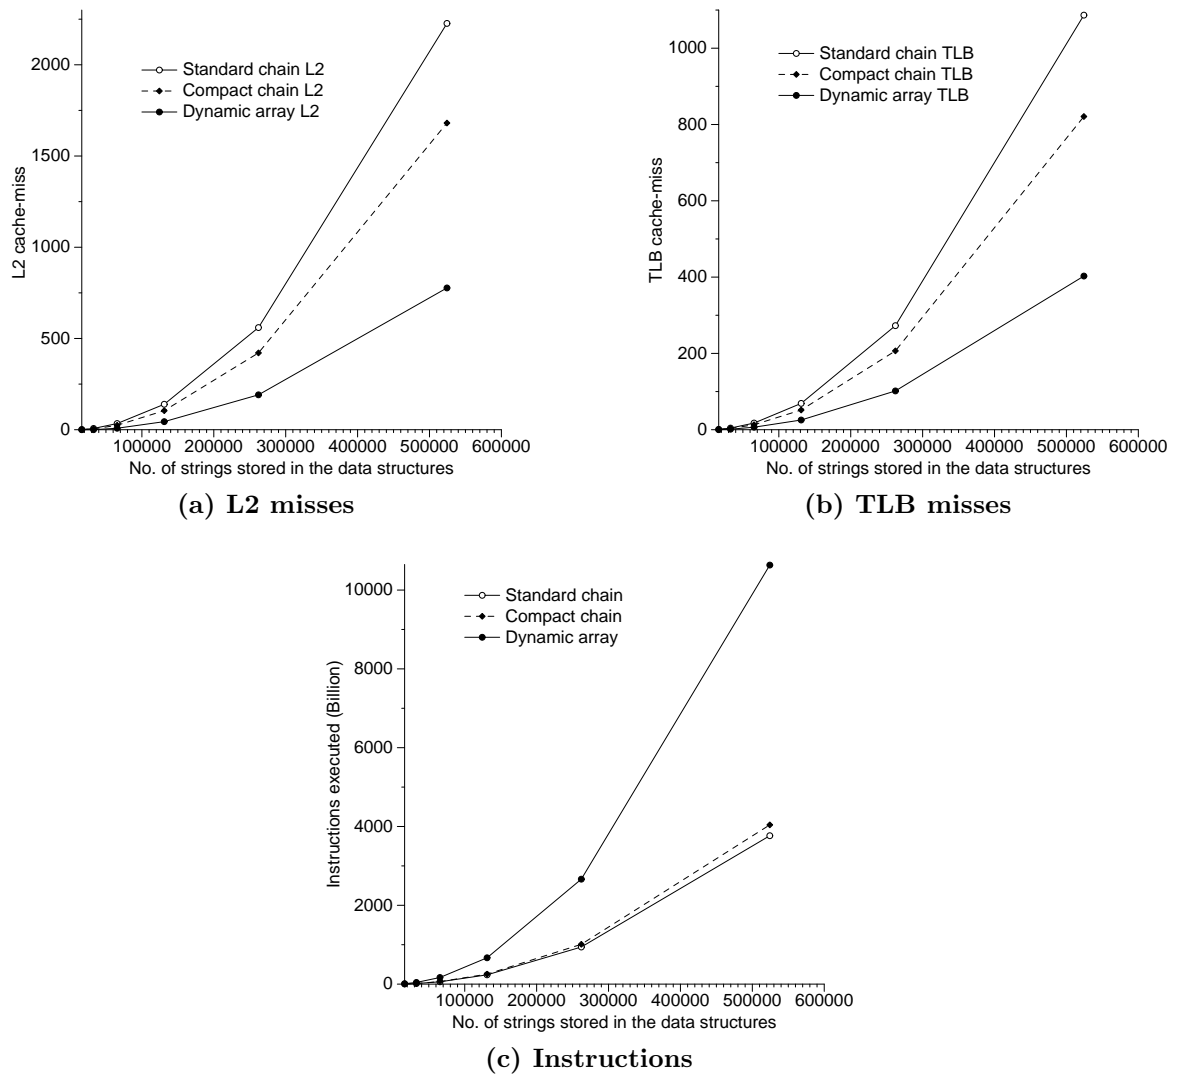 Standard chain L2
Compact chain L2
Dynamic array L2
L2 cache-miss
2000
1500
1000
500
0
100000 200000 300000 400000 500000 600000
No. of strings stored in the data structures
(a) L2 misses
Standard chain TLB
Compact chain TLB
Dynamic array TLB
TLB cache-miss
1000
800
600
400
200
0
100000 200000 300000 400000 500000 600000
No. of strings stored in the data structures
(b) TLB misses
Standard chain
Compact chain
Dynamic array
Instructions executed (Billion)
10000
8000
6000
4000
2000
0
100000 200000 300000 400000 500000 600000
No. of strings stored in the data structures
(c) Instructions